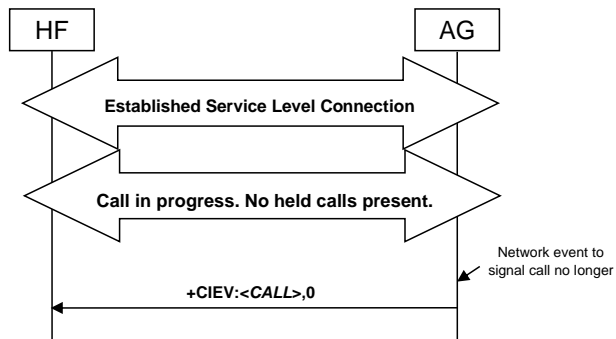 HF
AG
Established Service Level Connection
Call in progress. No held calls present.
Network event to
signal call no longer
+CIEV:<CALL>,0